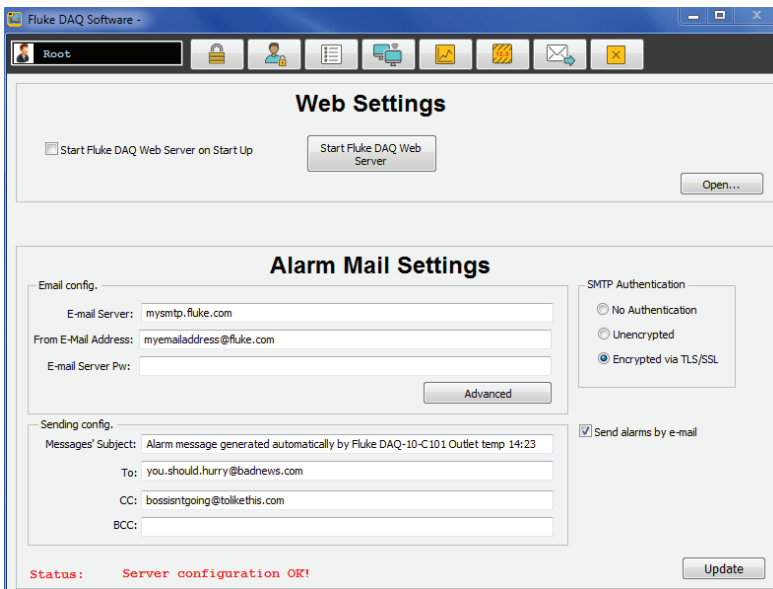 Fluke DAQ Software -
Root
Web Settings
Start Fluke DAQ Web Server on Start Up
Start Fluke DAQ Web
Server
Open...
Alarm Mail Settings
Email config.
E-mail Server: mysmtp.fluke.com
From E-Mail Address: myemailaddress@fluke.com
E-mail Server Pw:
Advanced
SMTP Authentication
No Authentication
Unencrypted
Encrypted via TLS/SSL
Sending config.
Messages' Subject: Alarm message generated automatically by Fluke DAQ-10-C101 Outlet temp 14:23
To: you.should.hurry@badnews.com
CC: bossisntgoing@tolikethis.com
BCC:
Send alarms by e-mail
Status: Server configuration OK!
Update